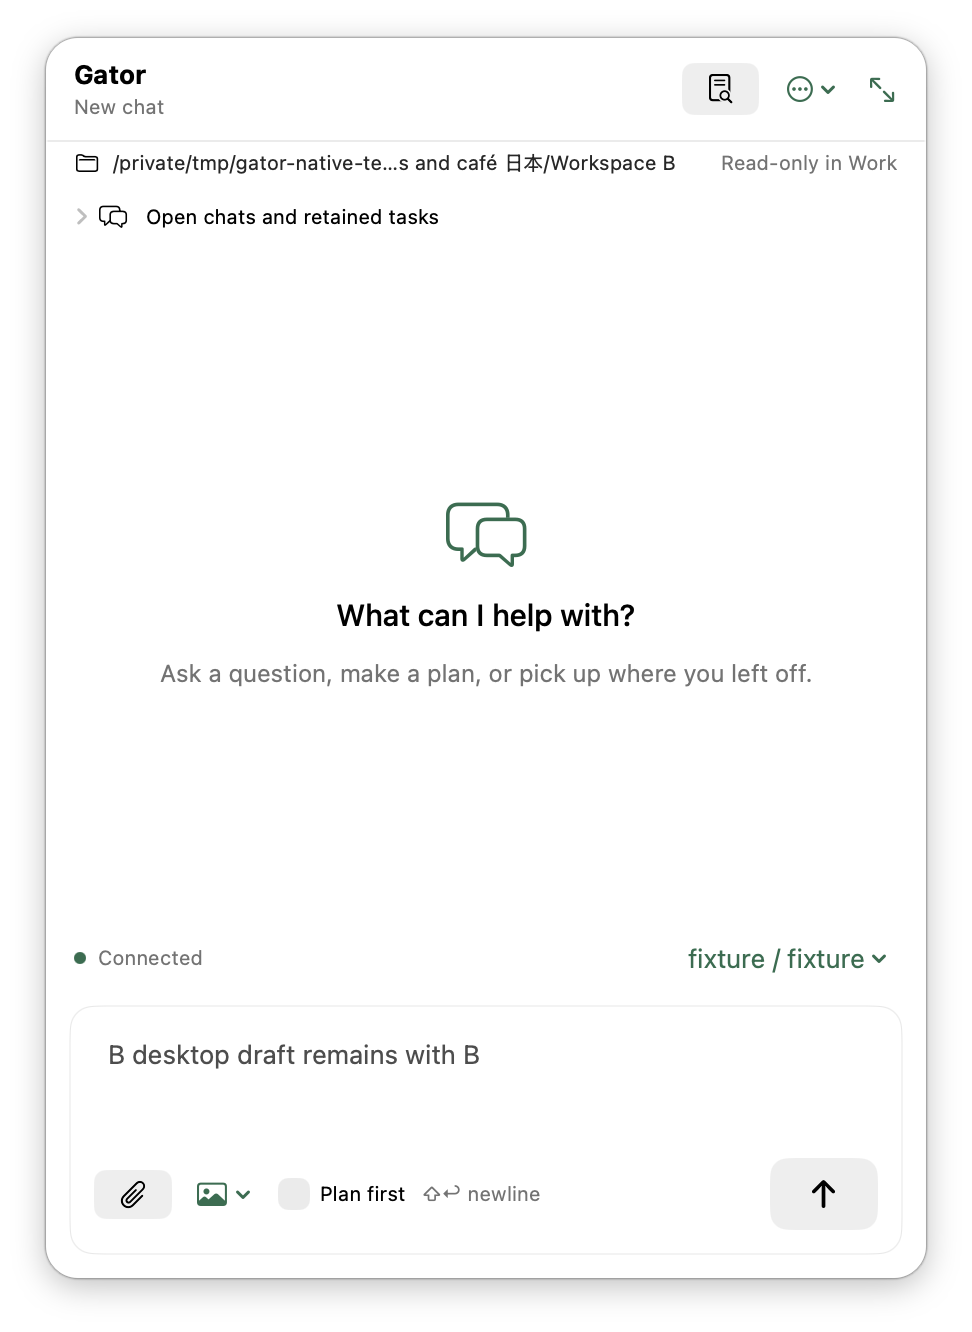 Gator
New chat
/private/tmp/gator-native-te...s and café 日本/Workspace B Read-only in Work
Open chats and retained tasks
What can I help with?
Ask a question, make a plan, or pick up where you left off.
Connected fixture / fixture
B desktop draft remains with B
Plan first ⇧↩ newline